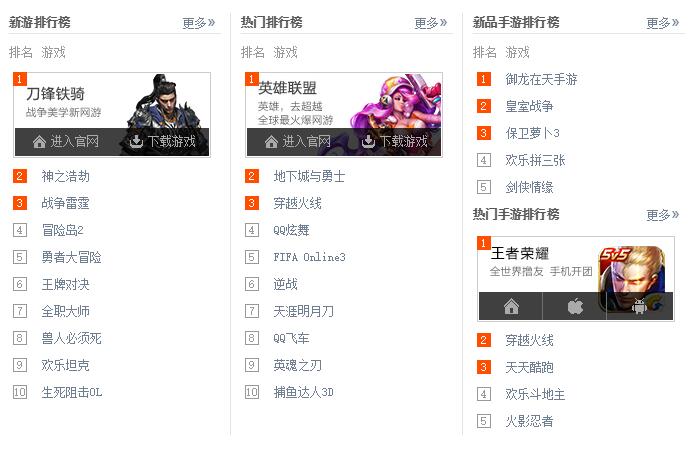 新游排行榜 更多»
排名 游戏
1
刀锋铁骑
战争美学新网游
进入官网 下载游戏
2 神之浩劫
3 战争雷霆
4 冒险岛2
5 勇者大冒险
6 王牌对决
7 全职大师
8 兽人必须死
9 欢乐坦克
10 生死阻击OL
热门排行榜 更多»
排名 游戏
1
英雄联盟
英雄，去超越
全球最火爆网游
进入官网 下载游戏
2 地下城与勇士
3 穿越火线
4 QQ炫舞
5 FIFA Online3
6 逆战
7 天涯明月刀
8 QQ飞车
9 英魂之刃
10 捕鱼达人3D
新品手游排行榜 更多»
排名 游戏
1 御龙在天手游
2 皇室战争
3 保卫萝卜3
4 欢乐拼三张
5 剑侠情缘
热门手游排行榜 更多»
1
王者荣耀
全世界撸友 手机开团
5v5
2 穿越火线
3 天天酷跑
4 欢乐斗地主
5 火影忍者